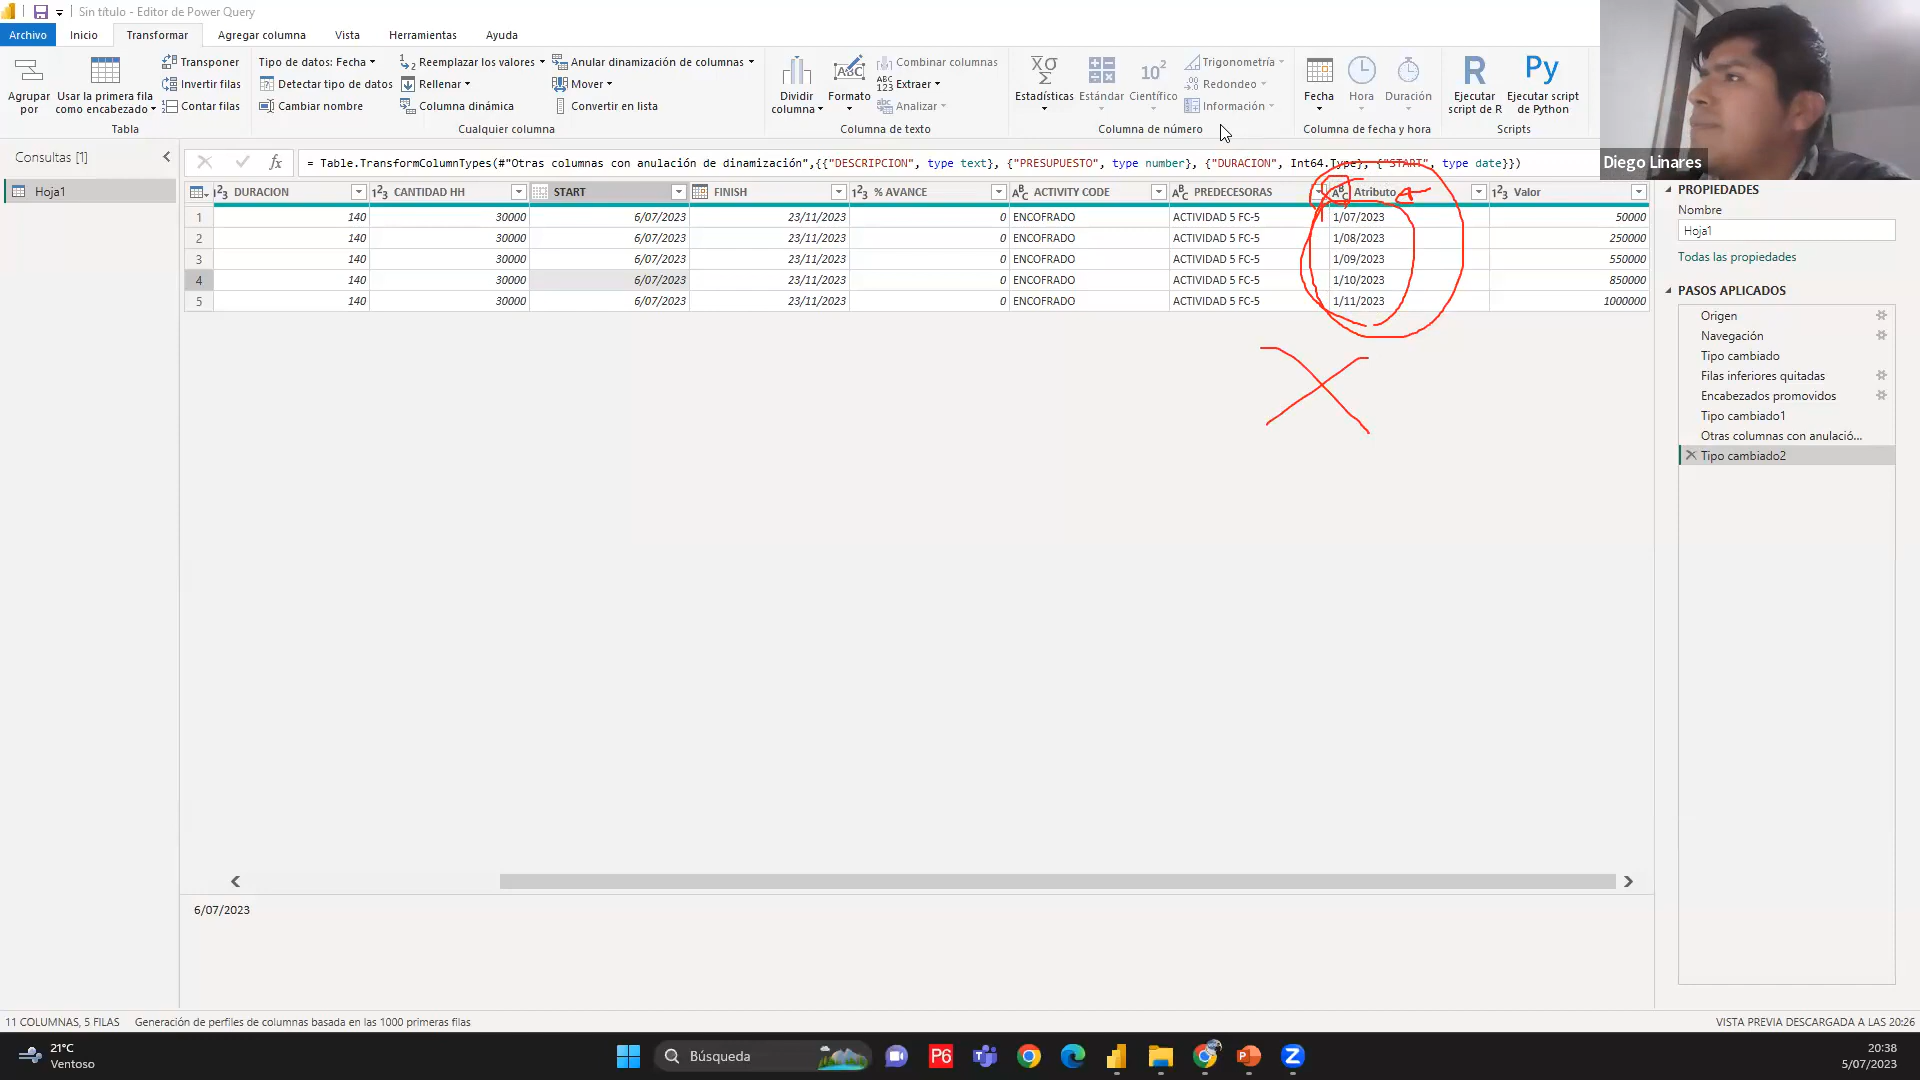 Sin título - Editor de Power Query
Archivo Inicio Transformar Agregar columna Vista Herramientas Ayuda
Agrupar por
Usar la primera fila como encabezado
Transponer
Invertir filas
Contar filas
Tabla
Tipo de datos: Fecha
Detectar tipo de datos
Cambiar nombre
Reemplazar los valores
Rellenar
Columna dinámica
Anular dinamización de columnas
Mover
Convertir en lista
Cualquier columna
Dividir columna
Formato
Combinar columnas
Extraer
Analizar
Columna de texto
Estadísticas
Estándar
Científico
Trigonometría
Redondeo
Información
Columna de número
Fecha
Hora
Duración
Columna de fecha y hora
Ejecutar script de R
Ejecutar script de Python
Scripts
Diego Linares
Consultas [1]
Hoja1
= Table.TransformColumnTypes(#"Otras columnas con anulación de dinamización",{{"DESCRIPCION", type text}, {"PRESUPUESTO", type number}, {"DURACION", Int64.Type}, {"START", type date}})
DURACION CANTIDAD HH START FINISH % AVANCE ACTIVITY CODE PREDECESORAS Atributo Valor
1 140 30000 6/07/2023 23/11/2023 0 ENCOFRADO ACTIVIDAD 5 FC-5 1/07/2023 50000
2 140 30000 6/07/2023 23/11/2023 0 ENCOFRADO ACTIVIDAD 5 FC-5 1/08/2023 250000
3 140 30000 6/07/2023 23/11/2023 0 ENCOFRADO ACTIVIDAD 5 FC-5 1/09/2023 550000
4 140 30000 6/07/2023 23/11/2023 0 ENCOFRADO ACTIVIDAD 5 FC-5 1/10/2023 850000
5 140 30000 6/07/2023 23/11/2023 0 ENCOFRADO ACTIVIDAD 5 FC-5 1/11/2023 1000000
6/07/2023
PROPIEDADES
Nombre
Hoja1
Todas las propiedades
PASOS APLICADOS
Origen
Navegación
Tipo cambiado
Filas inferiores quitadas
Encabezados promovidos
Tipo cambiado1
Otras columnas con anulació...
Tipo cambiado2
11 COLUMNAS, 5 FILAS Generación de perfiles de columnas basada en las 1000 primeras filas
VISTA PREVIA DESCARGADA A LAS 20:26
21°C
Ventoso
Búsqueda
P6
20:38
5/07/2023